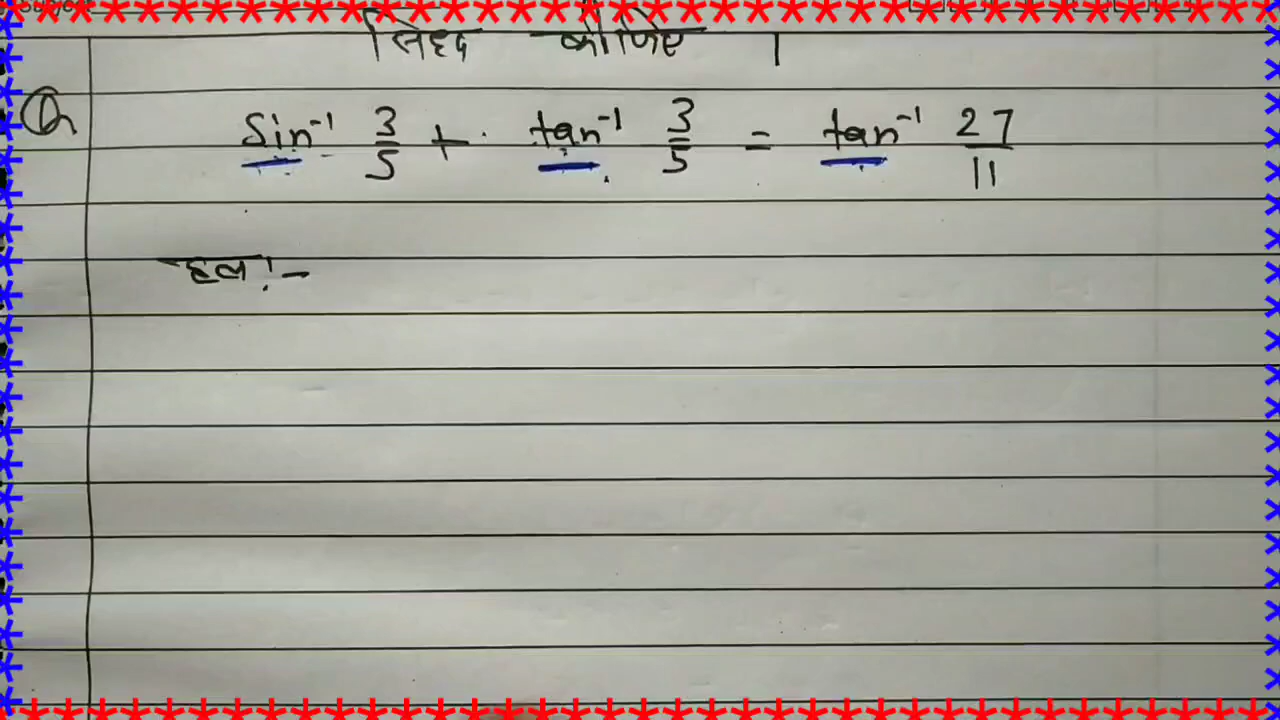 सिद्ध कीजिए ।
Q sin⁻¹ 3/5 + tan⁻¹ 3/5 = tan⁻¹ 27/11
हल :-